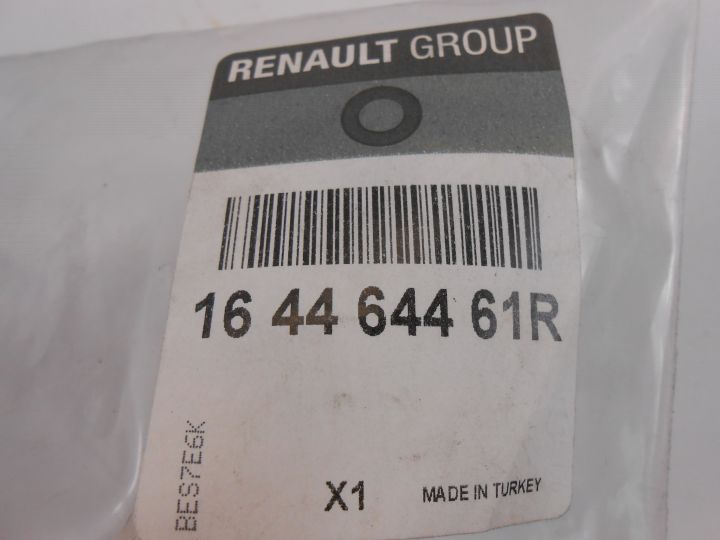 RENAULT GROUP
16 44 644 61R
BES7E6K
X1
MADE IN TURKEY